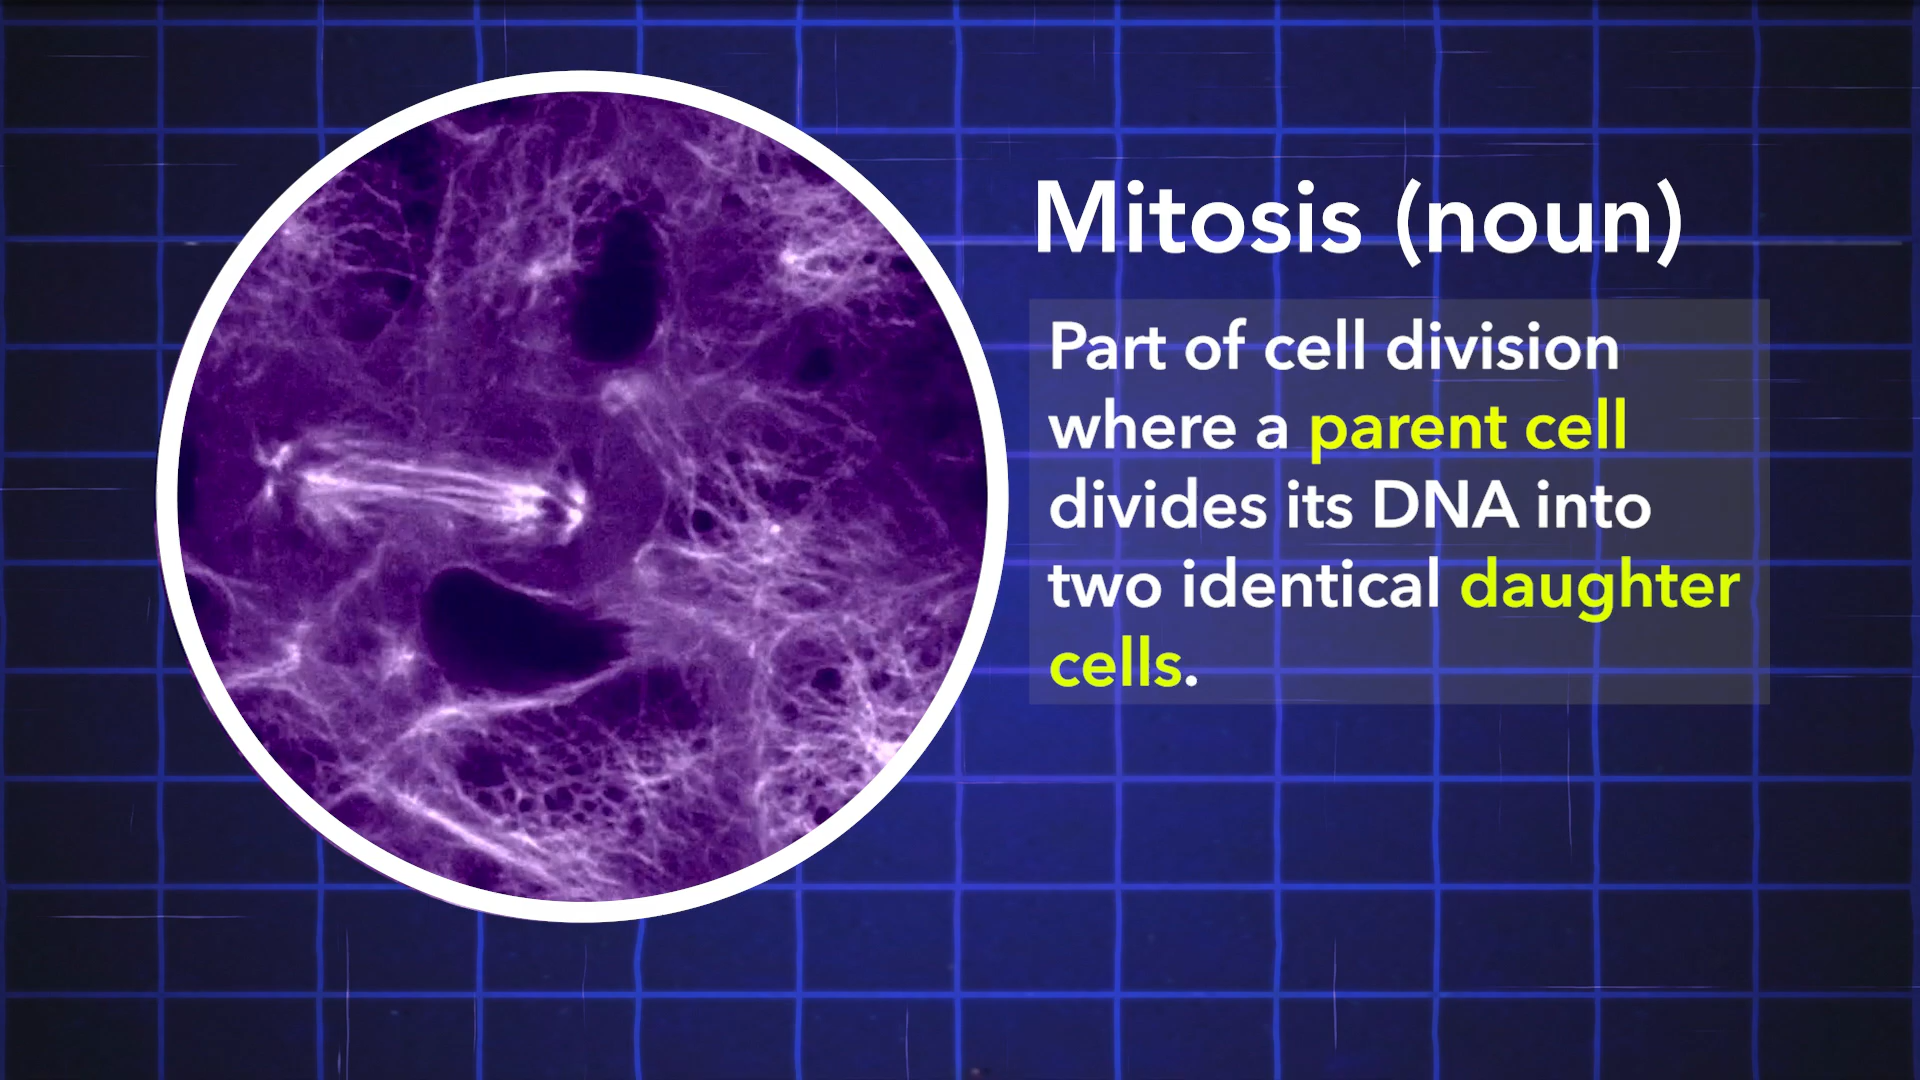 Mitosis (noun)
Part of cell division
where a parent cell
divides its DNA into
two identical daughter
cells.